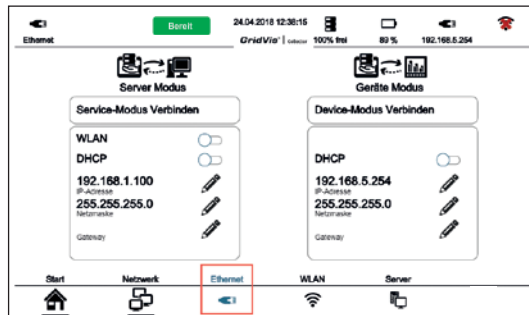 Ethernet
Bereit
24.04.2018 12:38:15
GridVis® | Collector
100% frei
89 %
192.168.5.254
Server Modus
Geräte Modus
Service-Modus Verbinden
Device-Modus Verbinden
WLAN
DHCP
192.168.1.100
IP-Adresse
255.255.255.0
Netzmaske
Gateway
DHCP
192.168.5.254
IP-Adresse
255.255.255.0
Netzmaske
Gateway
Start
Netzwerk
Ethernet
WLAN
Server